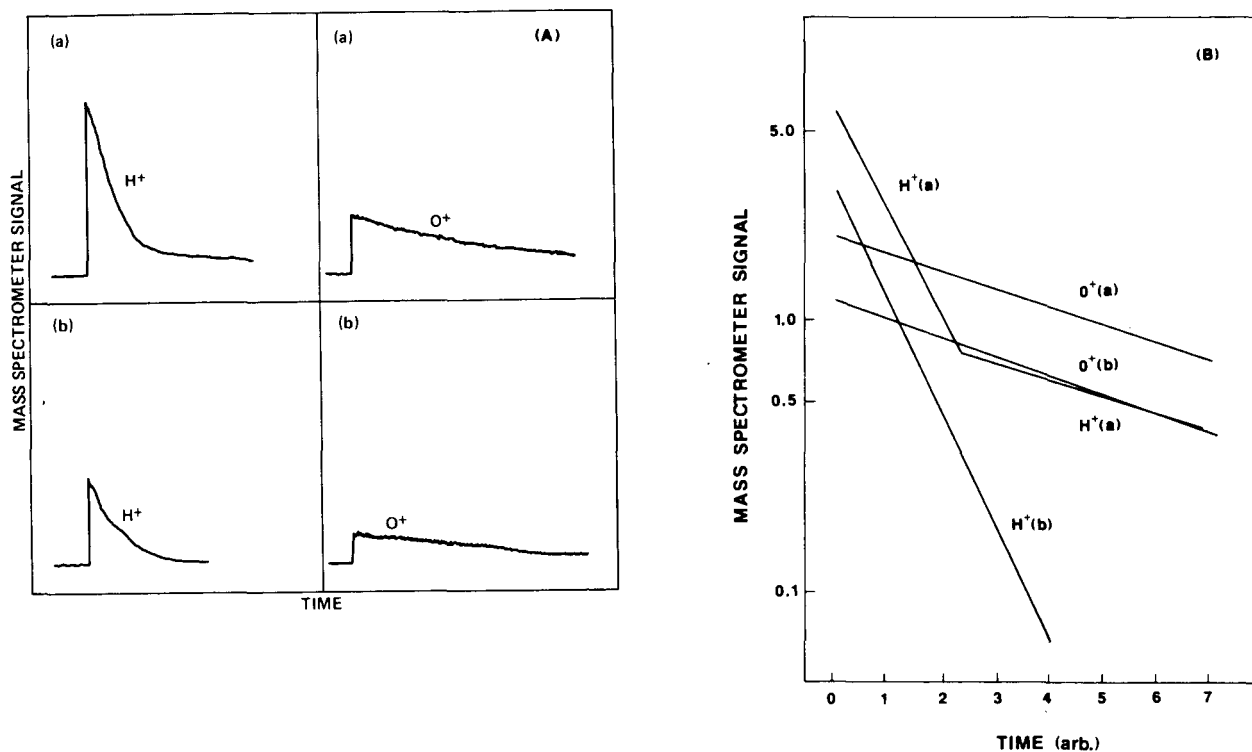 (a)
H+
(a)
(A)
O+
(b)
H+
(b)
O+
MASS SPECTROMETER SIGNAL
TIME
(B)
MASS SPECTROMETER SIGNAL
5.0
1.0
0.5
0.1
H+(a)
O+(a)
O+(b)
H+(a)
H+(b)
0 1 2 3 4 5 6 7
TIME (arb.)